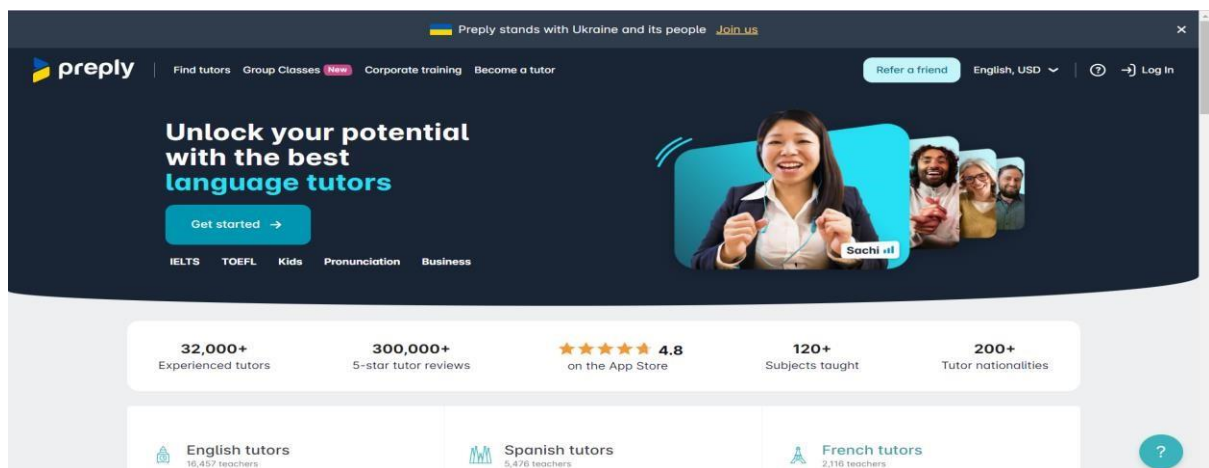 Preply stands with Ukraine and its people Join us ×
preply Find tutors Group Classes New Corporate training Become a tutor Refer a friend English, USD ? Log In
Unlock your potential
with the best
language tutors
Get started →
IELTS TOEFL Kids Pronunciation Business
Sachi
32,000+ 300,000+ 4.8 120+ 200+
Experienced tutors 5-star tutor reviews on the App Store Subjects taught Tutor nationalities
English tutors Spanish tutors French tutors
16,457 teachers 5,476 teachers 2,116 teachers
?